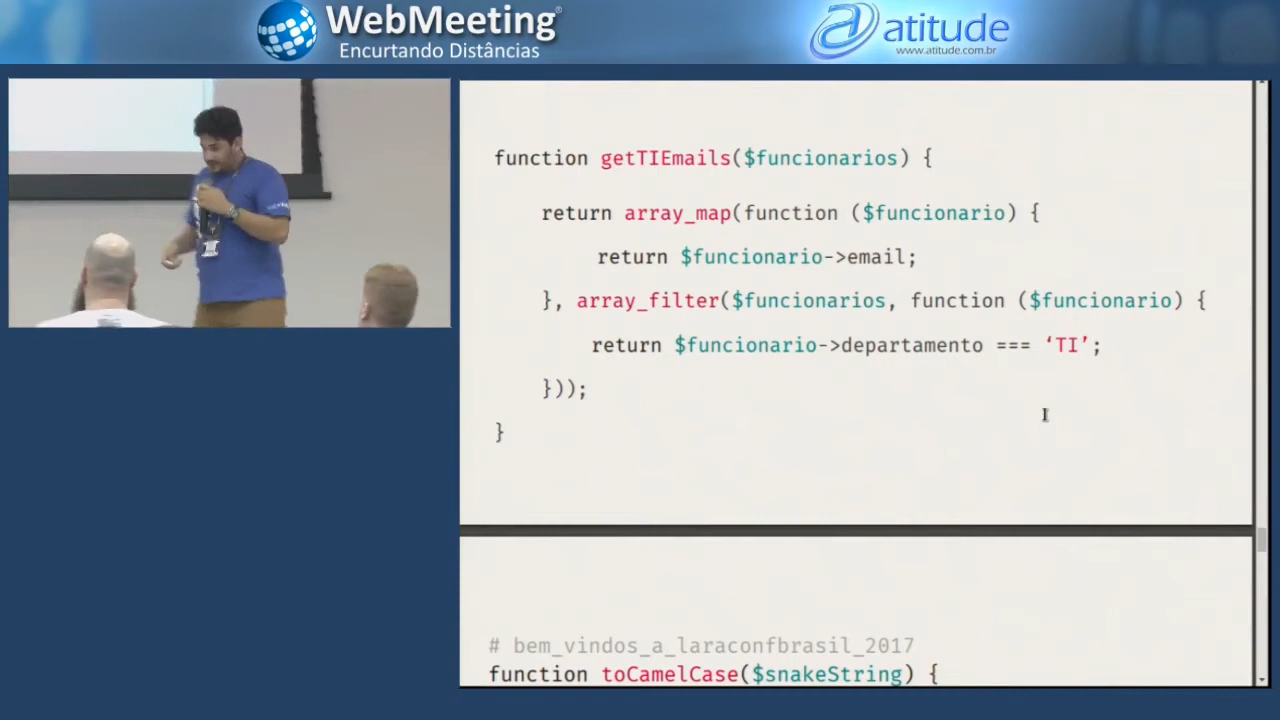 WebMeeting®
Encurtando Distâncias
atitude
www.atitude.com.br
function getTIEmails($funcionarios) {
return array_map(function ($funcionario) {
return $funcionario->email;
}, array_filter($funcionarios, function ($funcionario) {
return $funcionario->departamento === ‘TI’;
}));
}
# bem_vindos_a_laraconfbrasil_2017
function toCamelCase($snakeString) {